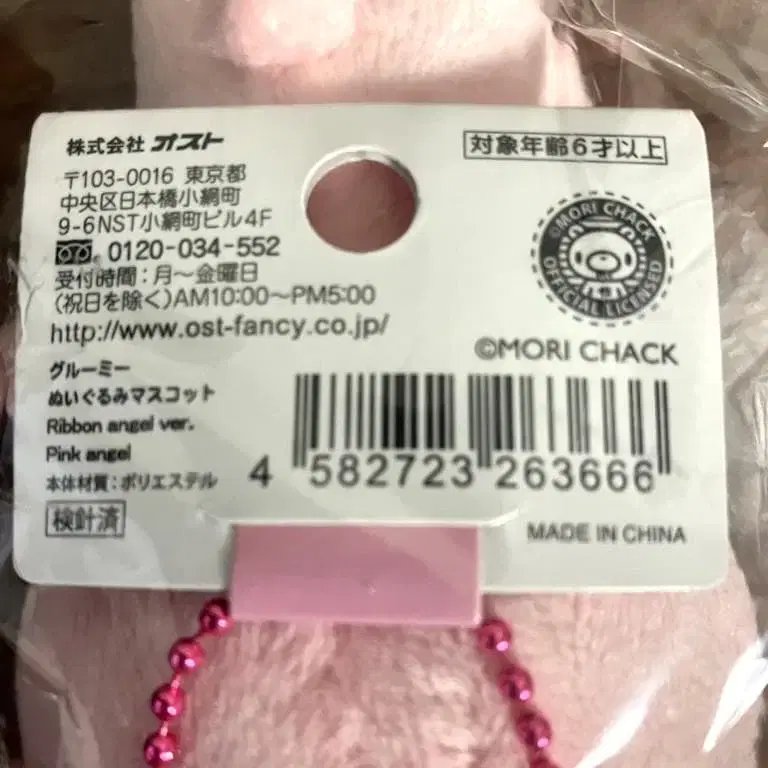 株式会社 オスト
〒103-0016 東京都
中央区日本橋小網町
9-6NST小網町ビル4F
0120-034-552
受付時間：月～金曜日
(祝日を除く)AM10:00～PM5:00
http://www.ost-fancy.co.jp/
グルーミー
ぬいぐるみマスコット
Ribbon angel ver.
Pink angel
本体材質：ポリエステル
検針済
対象年齢6才以上
©MORI CHACK
OFFICIAL LICENSED
©MORI CHACK
4 582723 263666
MADE IN CHINA